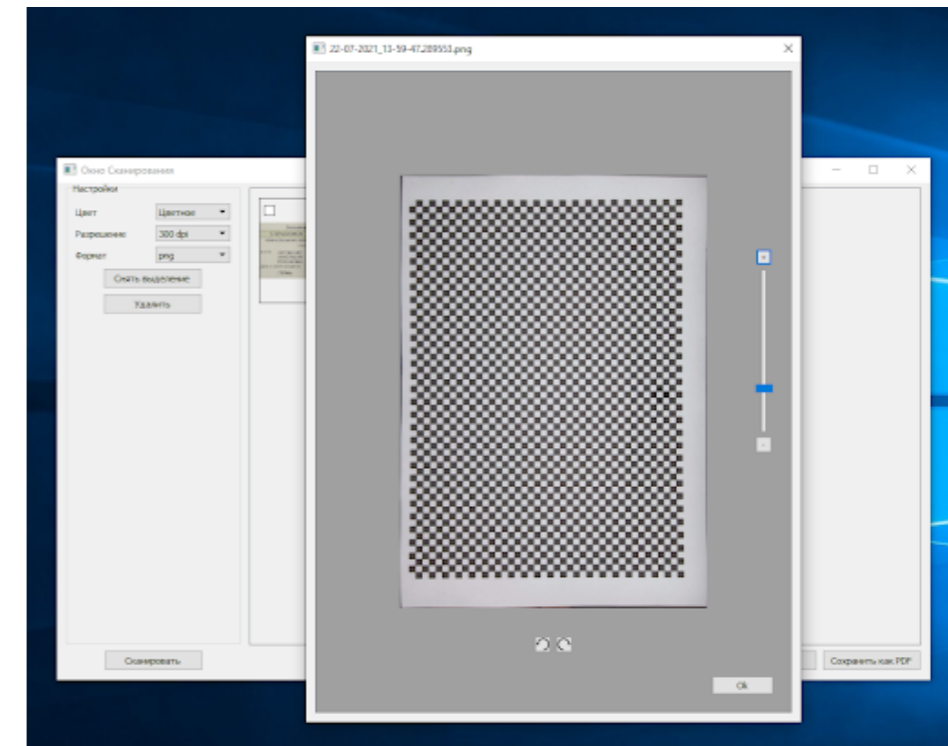 22-07-2021_13-59-47.289553.png
Окно Сканирования
Настройки
Цвет
Цветное
Разрешение
300 dpi
Формат
png
Снять выделение
Удалить
Сканировать
Ok
Сохранить как PDF